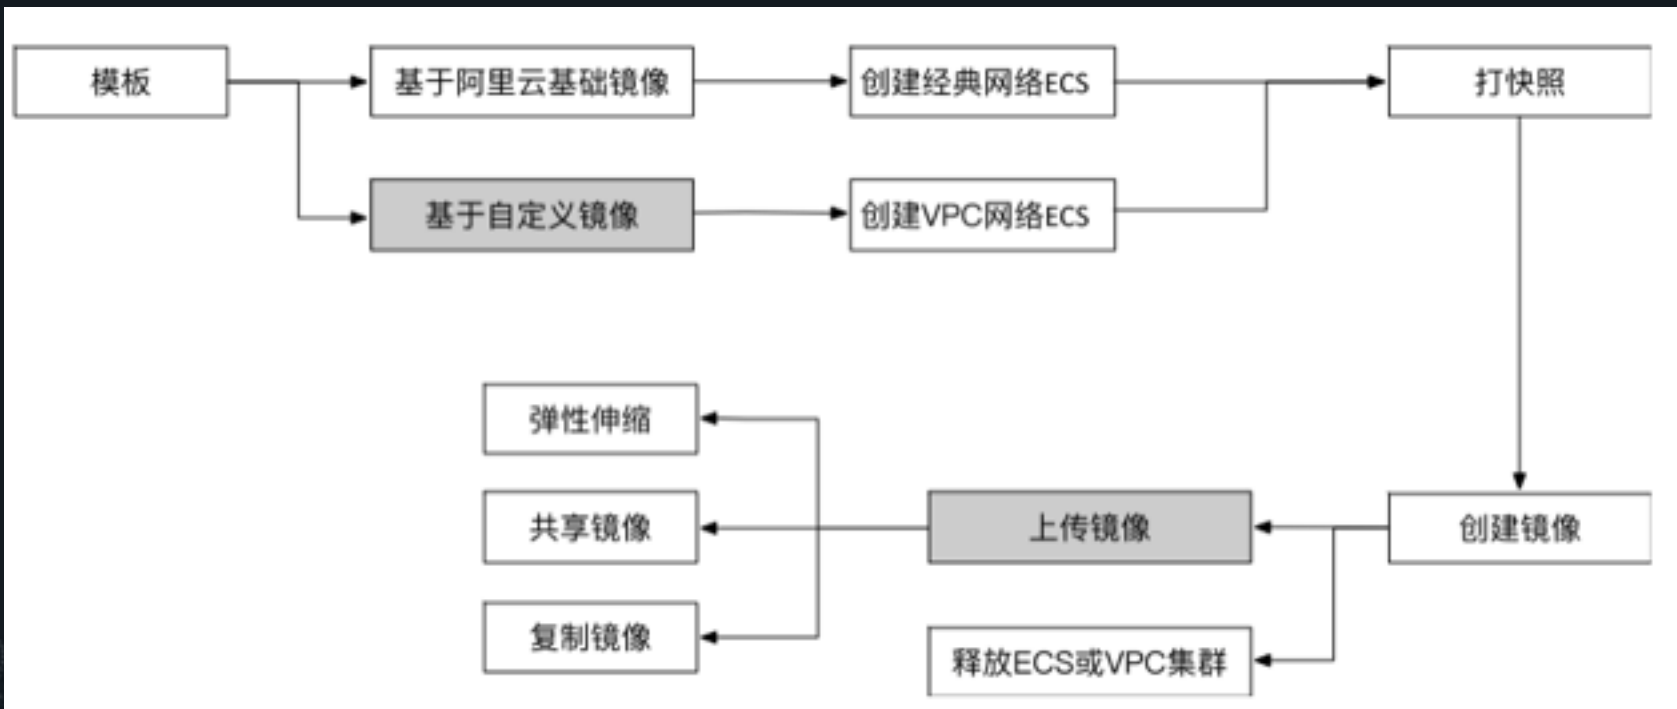 模板
基于阿里云基础镜像
创建经典网络ECS
打快照
基于自定义镜像
创建VPC网络ECS
弹性伸缩
共享镜像
上传镜像
创建镜像
复制镜像
释放ECS或VPC集群